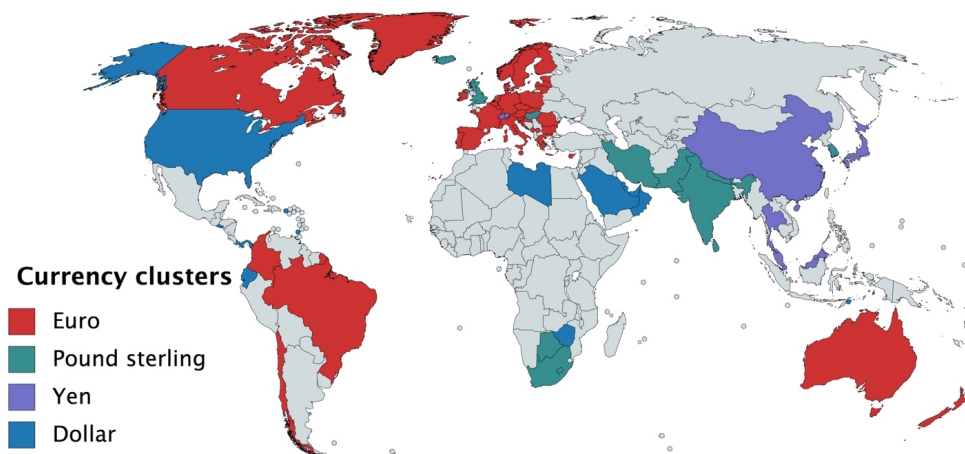 Currency clusters
Euro
Pound sterling
Yen
Dollar